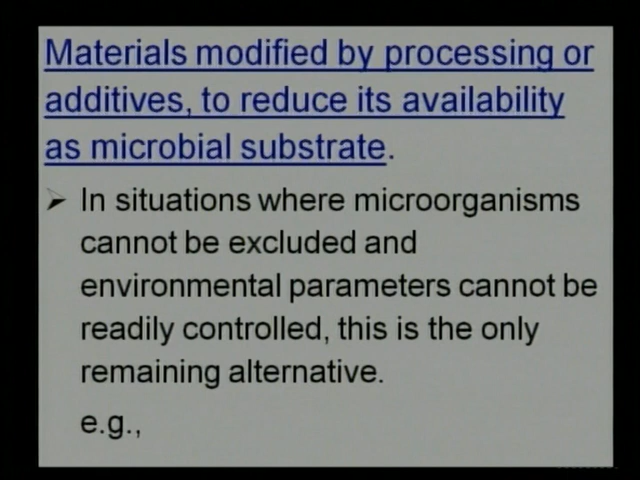 Materials modified by processing or
additives, to reduce its availability
as microbial substrate.
➢ In situations where microorganisms
cannot be excluded and
environmental parameters cannot be
readily controlled, this is the only
remaining alternative.
e.g.,